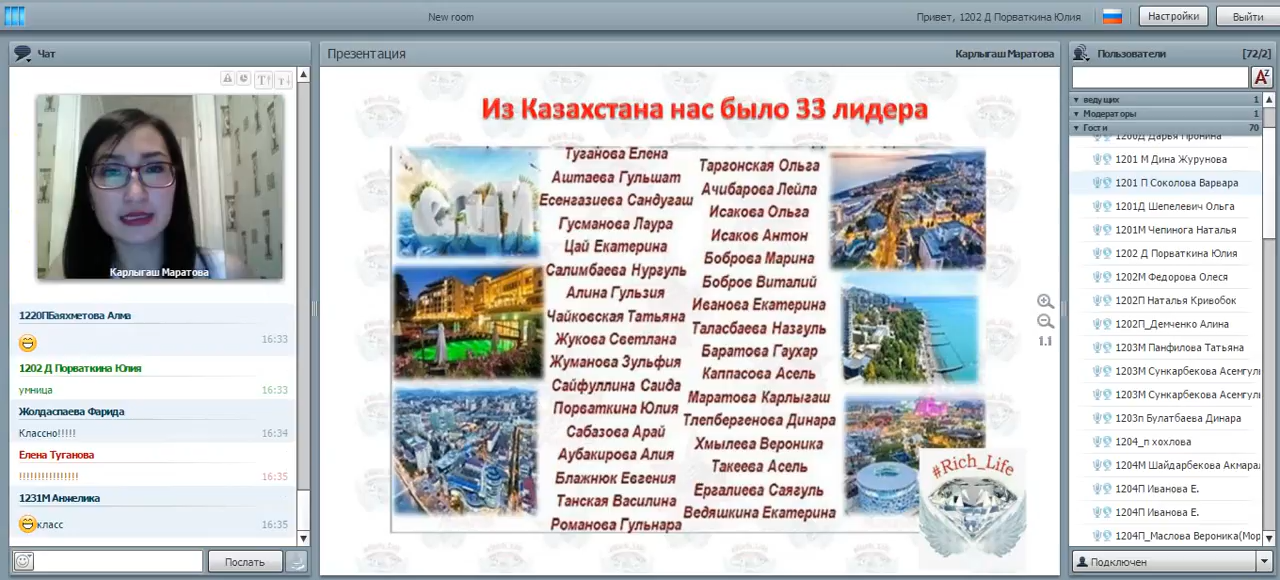 New room
Привет, 1202 Д Порваткина Юлия
Настройки
Выйти
Чат
Карлыгаш Маратова
1220ПБаяхметова Алма
16:33
1202 Д Порваткина Юлия
умница
16:33
Жолдаспаева Фарида
Классно!!!!!
16:34
Елена Туганова
!!!!!!!!!!!!!!!
16:35
1231М Анжелика
класс
16:35
Послать
Презентация
Карлыгаш Маратова
Из Казахстана нас было 33 лидера
Туганова Елена
Аштаева Гульшат
Есенгазиева Сандугаш
Гусманова Лаура
Цай Екатерина
Салимбаева Нургуль
Алина Гульзия
Чайковская Татьяна
Жукова Светлана
Жуманова Зульфия
Сайфуллина Саида
Порваткина Юлия
Сабазова Арай
Аубакирова Алия
Блажнюк Евгения
Танская Василина
Романова Гульнара
Таргонская Ольга
Ачибарова Лейла
Исакова Ольга
Исаков Антон
Боброва Марина
Бобров Виталий
Иванова Екатерина
Таласбаева Назгуль
Баратова Гаухар
Каппасова Асель
Маратова Карлыгаш
Тлепбергенова Динара
Хмылева Вероника
Такеева Асель
Ергалиева Саягуль
Ведяшкина Екатерина
#Rich_Life
1.1
Пользователи
[72/2]
ведущих
1
Модераторы
1
Гости
70
1200Д Дарья Пронина
1201 М Дина Журунова
1201 П Соколова Варвара
1201Д Шепелевич Ольга
1201М Чепинога Наталья
1202 Д Порваткина Юлия
1202М Федорова Олеся
1202П Наталья Кривобок
1202П_Демченко Алина
1203М Панфилова Татьяна
1203М Сункарбекова Асемгуль
1203М Сункарбекова Асемгуль
1203п Булатбаева Динара
1204_п хохлова
1204М Шайдарбекова Акмарал
1204П Иванова Е.
1204П Иванова Е.
1204П_Маслова Вероника(Мор
Подключен